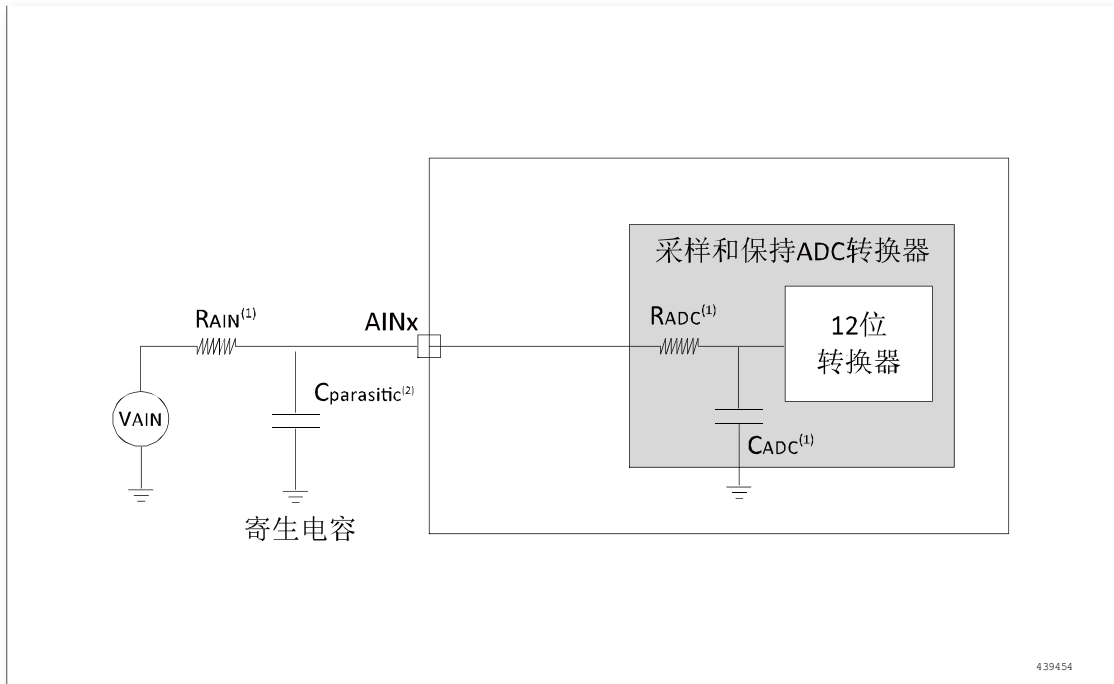 采样和保持ADC转换器
RAIN(1)
AINx
RADC(1)
12位
转换器
VAIN
Cparasitic(2)
CADC(1)
寄生电容
439454